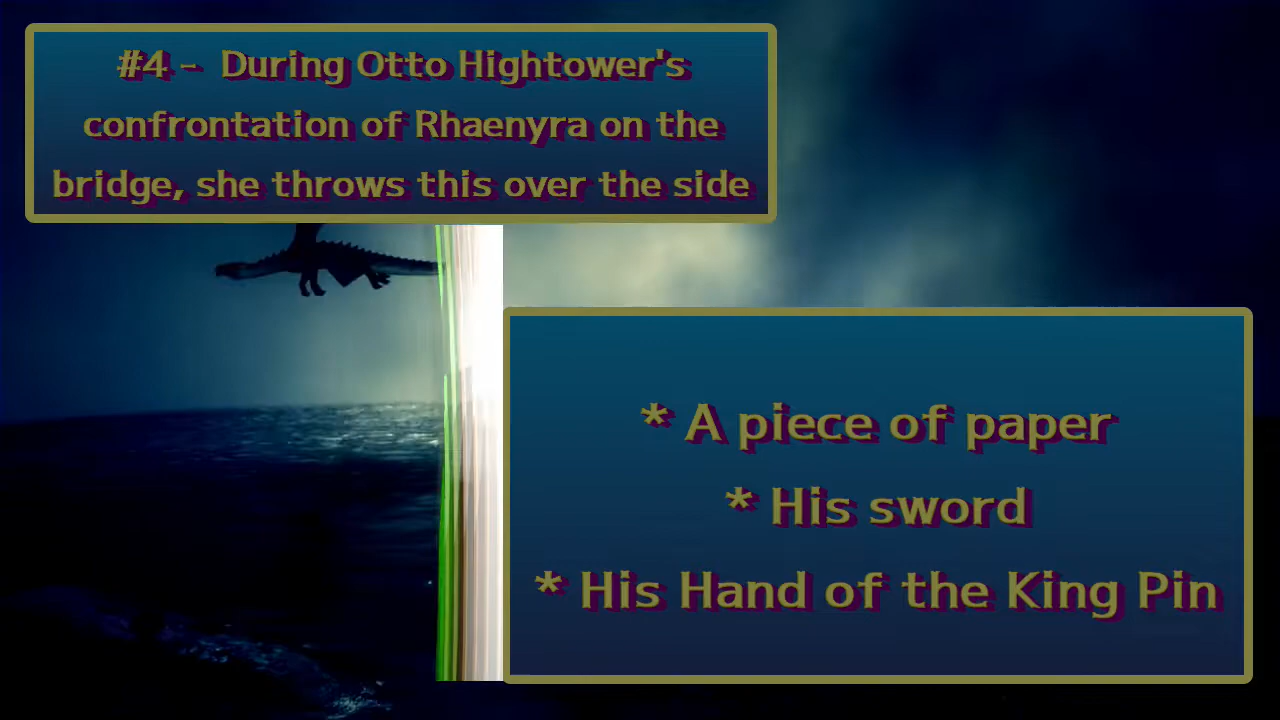 #4 -  During Otto Hightower's
confrontation of Rhaenyra on the
bridge, she throws this over the side
* A piece of paper
* His sword
* His Hand of the King Pin